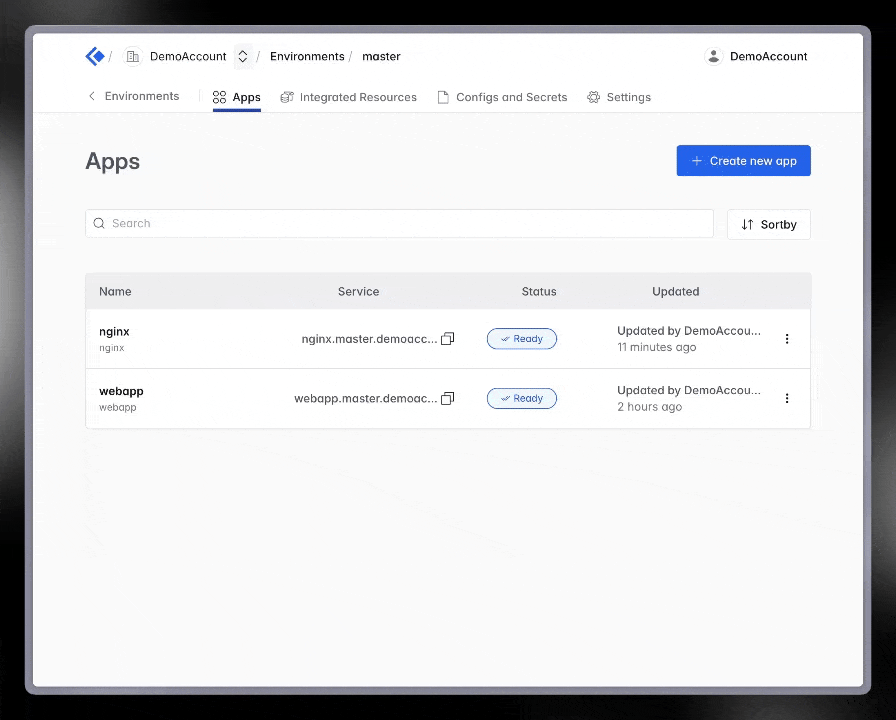 / DemoAccount / Environments / master DemoAccount
Environments Apps Integrated Resources Configs and Secrets Settings
Apps
Create new app
Search
Sortby
Name Service Status Updated
nginx
nginx
nginx.master.demoacc...
Ready
Updated by DemoAccou...
11 minutes ago
webapp
webapp
webapp.master.demoac...
Ready
Updated by DemoAccou...
2 hours ago